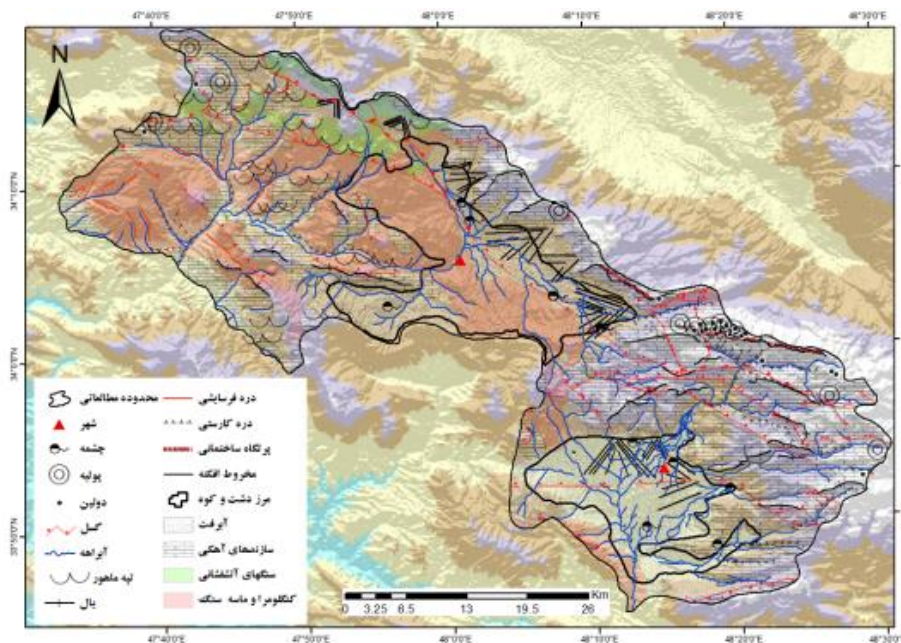 47°40'0"E 47°50'0"E 48°0'0"E 48°10'0"E 48°20'0"E 48°30'0"E
N
34°10'0"N
34°0'0"N
33°50'0"N
محدوده مطالعاتی
شهر
چشمه
پولیه
دولین
گسل
آبراهه
تپه ماهور
یال
دره فرسایشی
دره کارستی
پرتگاه ساختمانی
مخروط افکنه
مرز دشت و کوه
آبرفت
سازندهای آهکی
سنگهای آتشفشانی
کنگلومرا و ماسه سنگ
Km
0 3.25 6.5 13 19.5 26
47°40'0"E 47°50'0"E 48°0'0"E 48°10'0"E 48°20'0"E 48°30'0"E